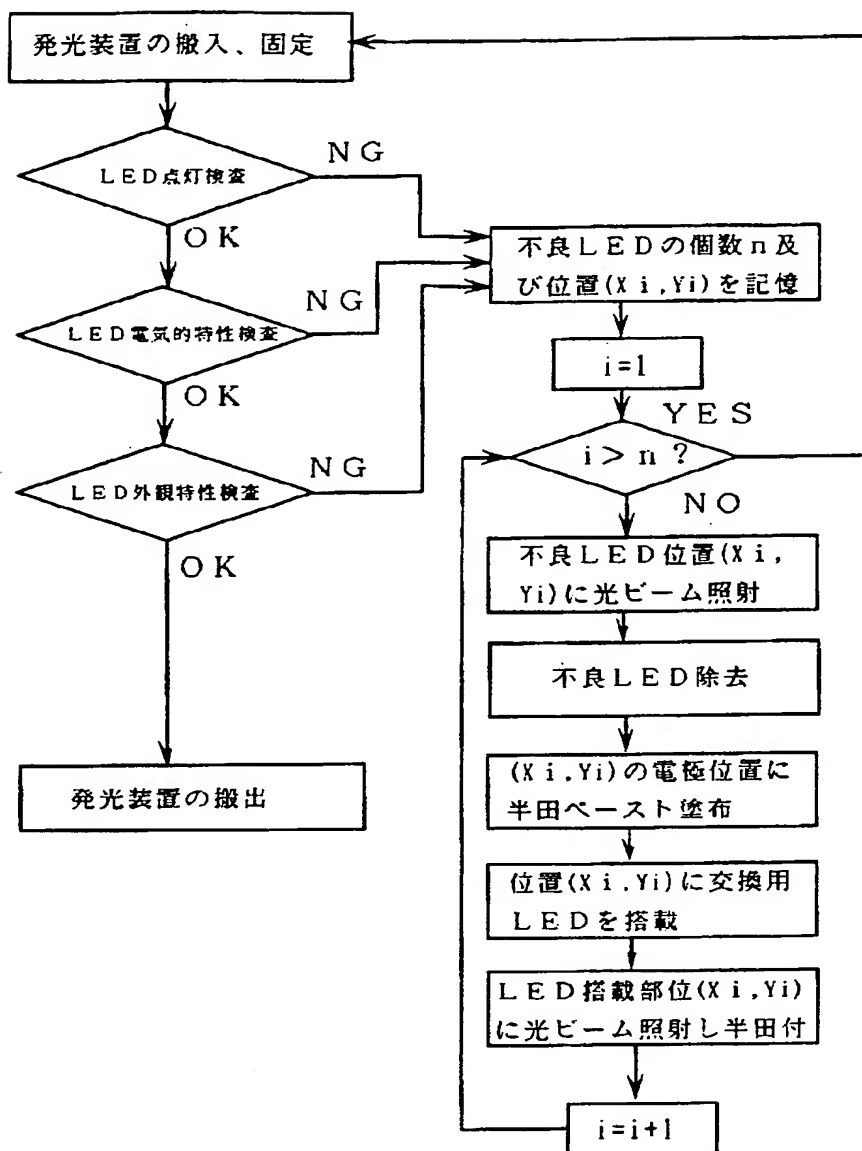 発光装置の搬入、固定
LED点灯検査
NG
OK
LED電気的特性検査
NG
OK
LED外観特性検査
NG
OK
発光装置の搬出
不良LEDの個数n及
び位置(Xi,Yi)を記憶
i=1
YES
i>n?
NO
不良LED位置(Xi,
Yi)に光ビーム照射
不良LED除去
(Xi,Yi)の電極位置に
半田ペースト塗布
位置(Xi,Yi)に交換用
LEDを搭載
LED搭載部位(Xi,Yi)
に光ビーム照射し半田付
i=i+1